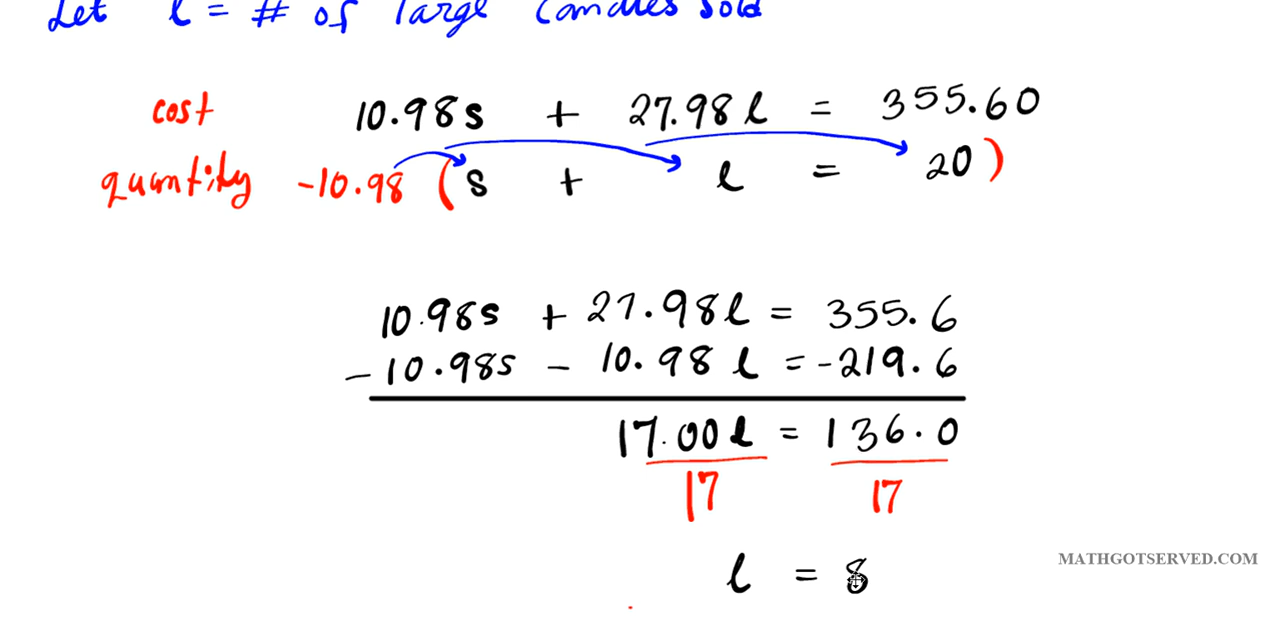 Let l = # of large candles sold
cost 10.98s + 27.98l = 355.60
quantity -10.98 (s + l = 20)
10.98s + 27.98l = 355.6
-10.98s - 10.98l = -219.6
17.00l = 136.0
17 17
l = 8
MATHGOTSERVED.COM